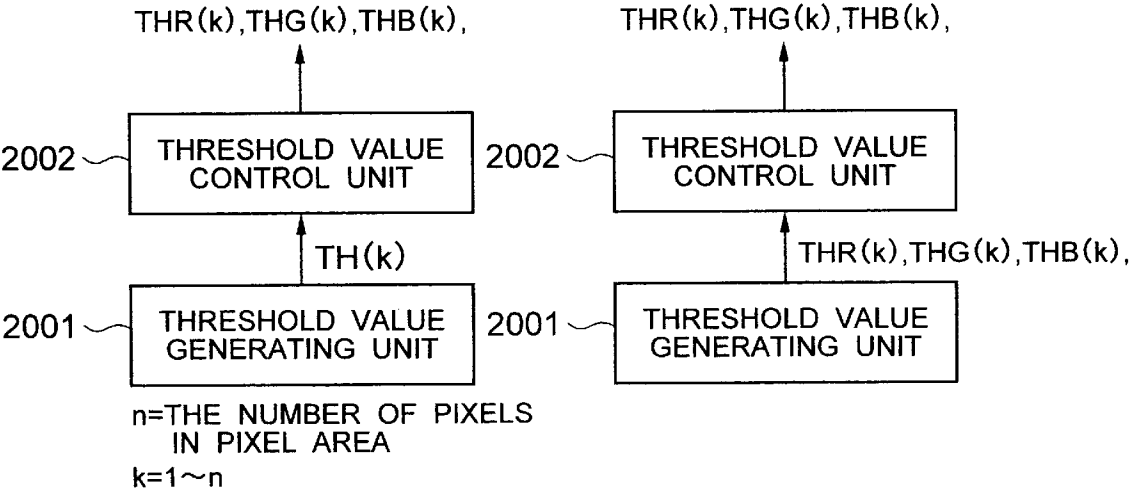 THR(k),THG(k),THB(k),
2002
THRESHOLD VALUE
CONTROL UNIT
TH(k)
2001
THRESHOLD VALUE
GENERATING UNIT
n=THE NUMBER OF PIXELS
IN PIXEL AREA
k=1～n
THR(k),THG(k),THB(k),
2002
THRESHOLD VALUE
CONTROL UNIT
THR(k),THG(k),THB(k),
2001
THRESHOLD VALUE
GENERATING UNIT